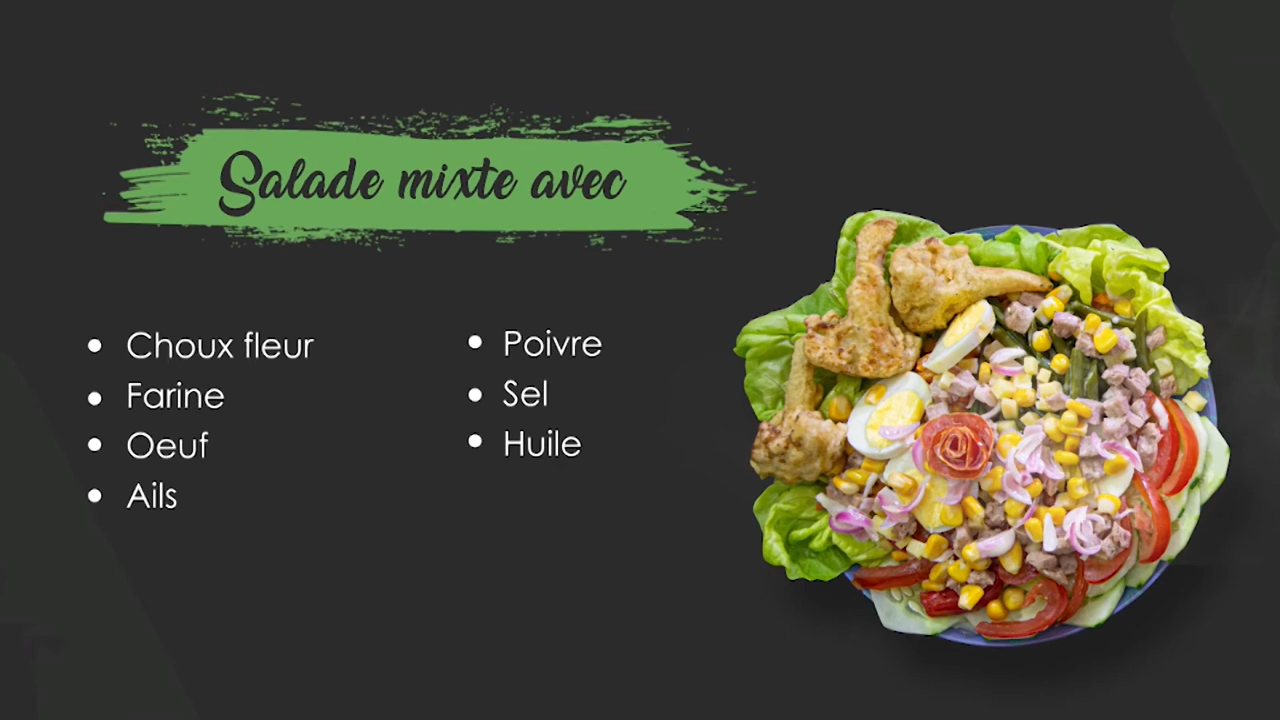 Salade mixte avec
Choux fleur
Farine
Oeuf
Ails
Poivre
Sel
Huile